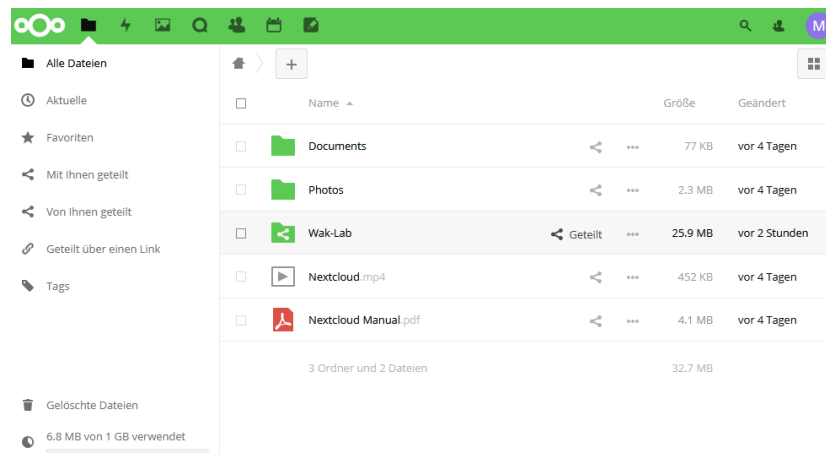 M
Alle Dateien
Aktuelle
Favoriten
Mit Ihnen geteilt
Von Ihnen geteilt
Geteilt über einen Link
Tags
Gelöschte Dateien
6.8 MB von 1 GB verwendet
+
Name Größe Geändert
Documents 77 KB vor 4 Tagen
Photos 2.3 MB vor 4 Tagen
Wak-Lab Geteilt 25.9 MB vor 2 Stunden
Nextcloud.mp4 452 KB vor 4 Tagen
Nextcloud Manual.pdf 4.1 MB vor 4 Tagen
3 Ordner und 2 Dateien 32.7 MB